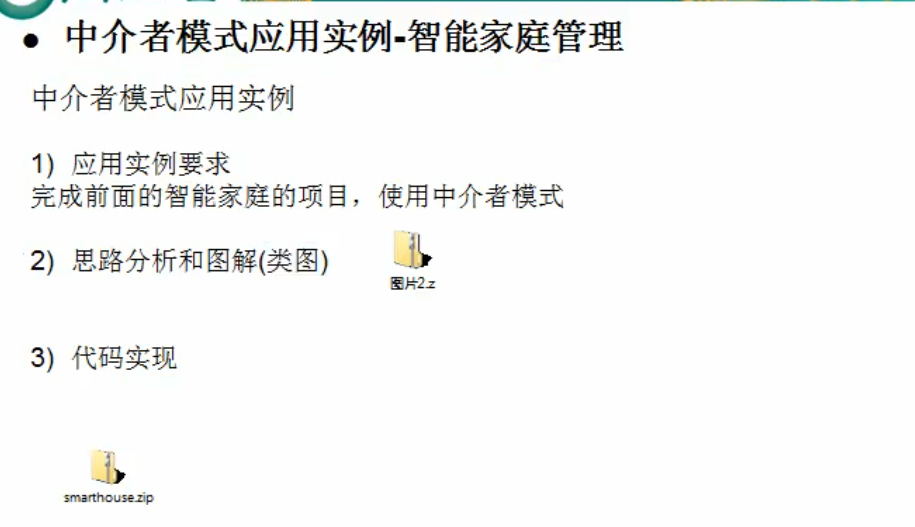 ● 中介者模式应用实例-智能家庭管理
中介者模式应用实例
1) 应用实例要求
完成前面的智能家庭的项目，使用中介者模式
2) 思路分析和图解(类图)
图片2.z
3) 代码实现
smarthouse.zip